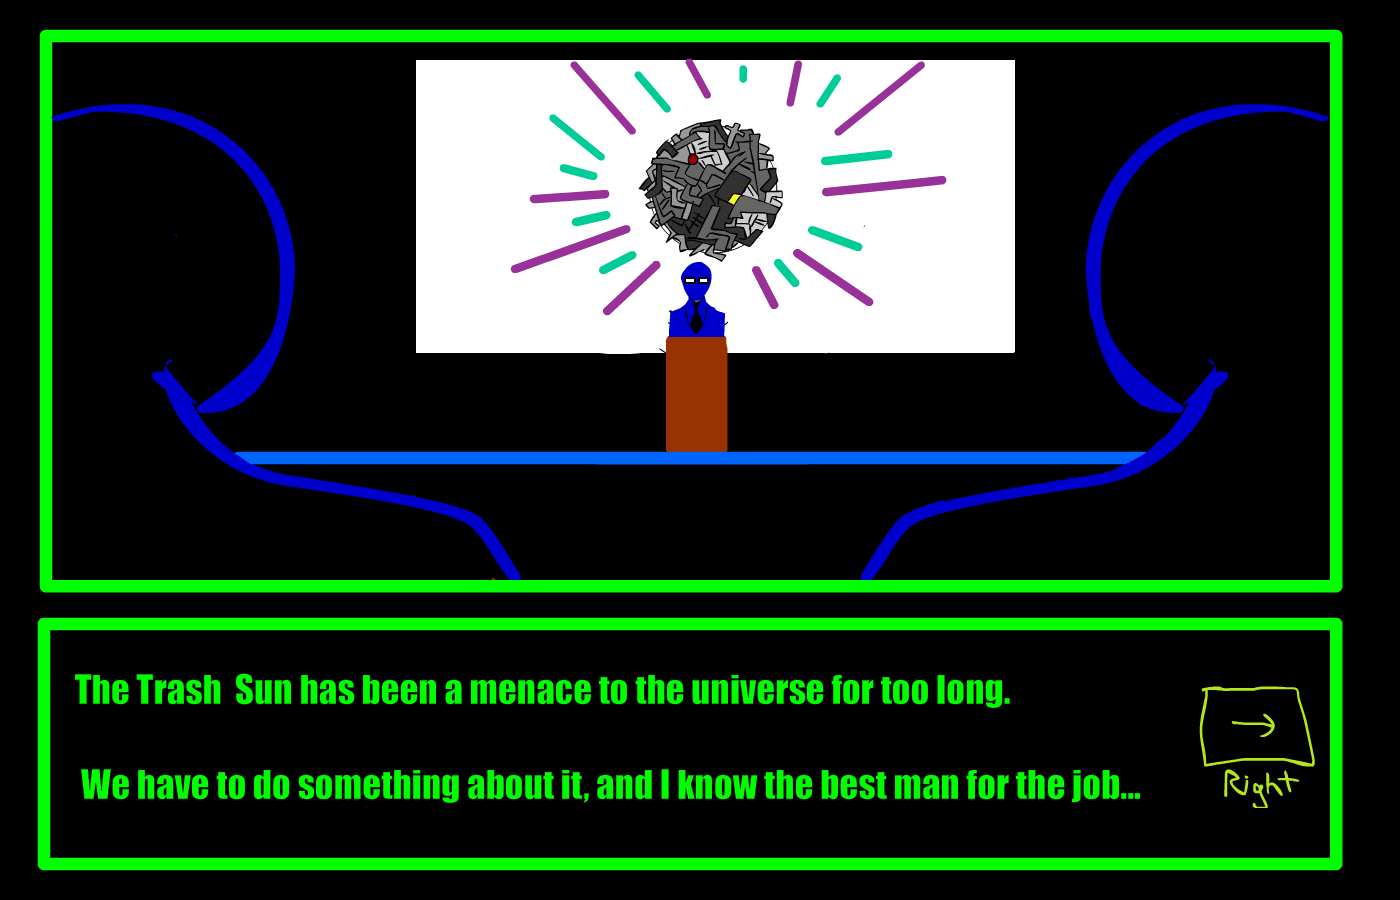 The Trash  Sun has been a menace to the universe for too long.
We have to do something about it, and I know the best man for the job...
Right